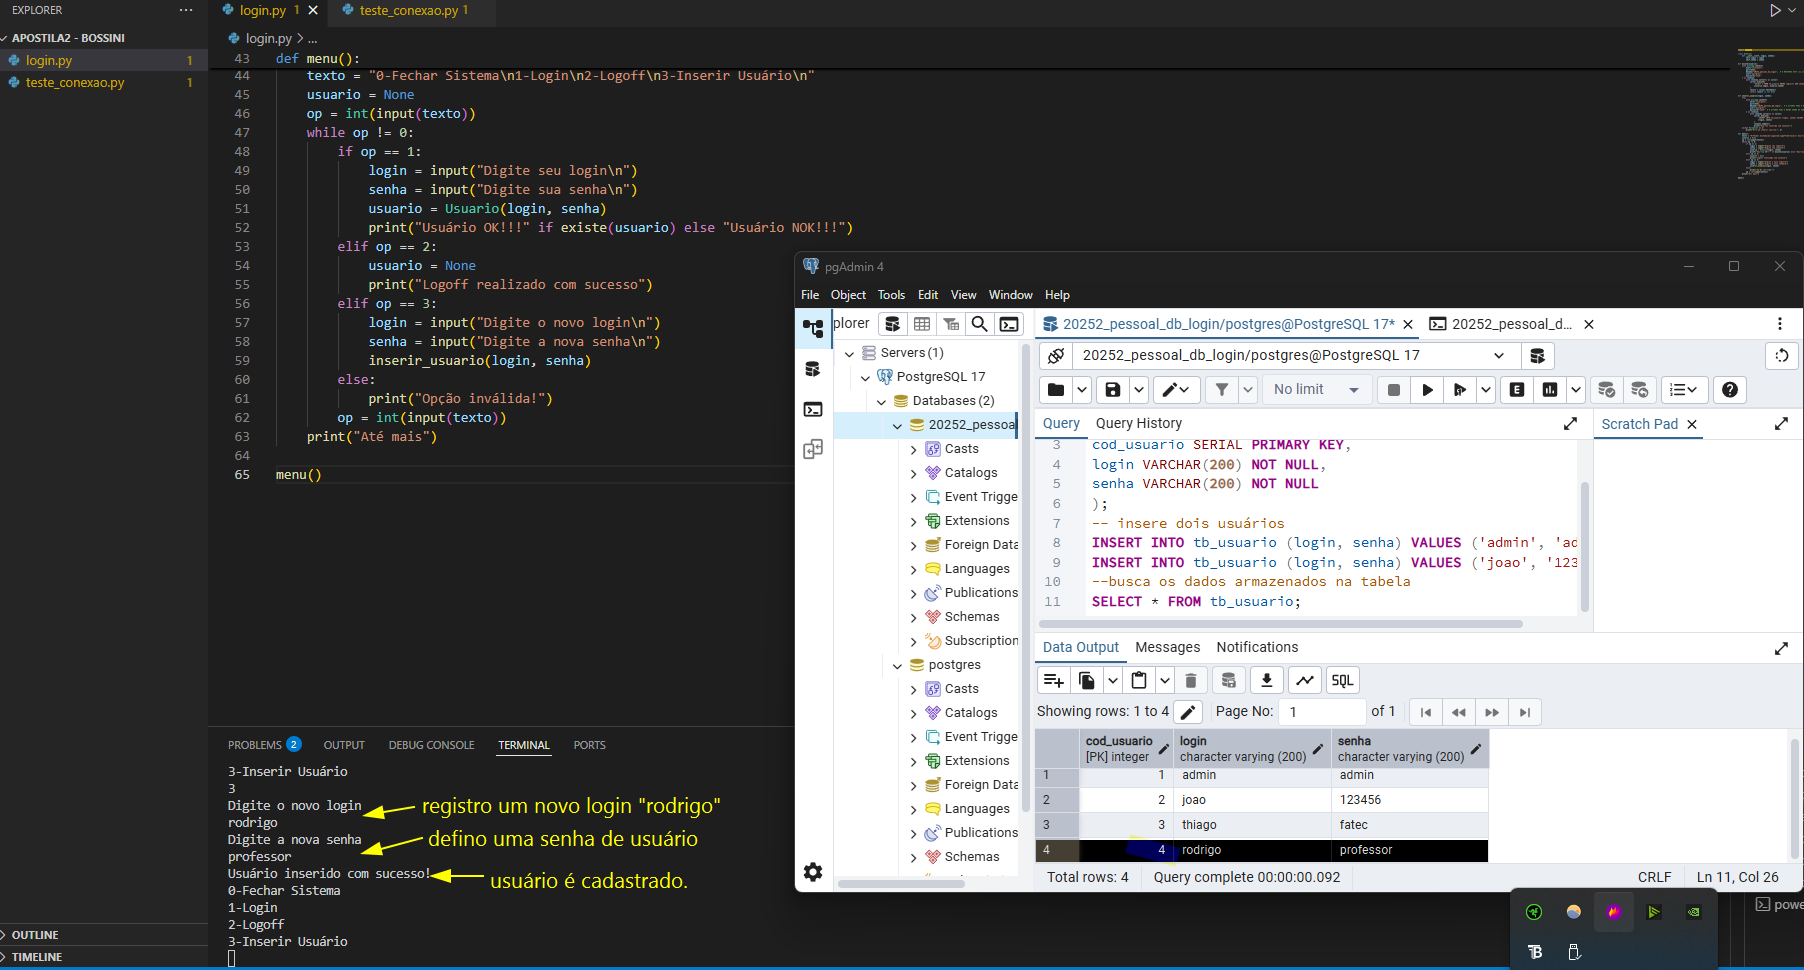 EXPLORER
APOSTILA2 - BOSSINI
login.py 1
teste_conexao.py 1
OUTLINE
TIMELINE
login.py 1
teste_conexao.py 1
login.py > ...
43 def menu():
44 texto = "0-Fechar Sistema\n1-Login\n2-Logoff\n3-Inserir Usuário\n"
45 usuario = None
46 op = int(input(texto))
47 while op != 0:
48 if op == 1:
49 login = input("Digite seu login\n")
50 senha = input("Digite sua senha\n")
51 usuario = Usuario(login, senha)
52 print("Usuário OK!!!" if existe(usuario) else "Usuário NOK!!!")
53 elif op == 2:
54 usuario = None
55 print("Logoff realizado com sucesso")
56 elif op == 3:
57 login = input("Digite o novo login\n")
58 senha = input("Digite a nova senha\n")
59 inserir_usuario(login, senha)
60 else:
61 print("Opção inválida!")
62 op = int(input(texto))
63 print("Até mais")
64
65 menu()
PROBLEMS 2 OUTPUT DEBUG CONSOLE TERMINAL PORTS
3-Inserir Usuário
3
Digite o novo login
rodrigo
Digite a nova senha
professor
Usuário inserido com sucesso!
0-Fechar Sistema
1-Login
2-Logoff
3-Inserir Usuário
registro um novo login "rodrigo"
defino uma senha de usuário
usuário é cadastrado.
powe
pgAdmin 4
File Object Tools Edit View Window Help
plorer
Servers (1)
PostgreSQL 17
Databases (2)
20252_pessoa
Casts
Catalogs
Event Trigge
Extensions
Foreign Data
Languages
Publications
Schemas
Subscription
postgres
Casts
Catalogs
Event Trigge
Extensions
Foreign Data
Languages
Publications
Schemas
20252_pessoal_db_login/postgres@PostgreSQL 17*
20252_pessoal_d...
20252_pessoal_db_login/postgres@PostgreSQL 17
No limit
E
Query Query History
Scratch Pad
3 cod_usuario SERIAL PRIMARY KEY,
4 login VARCHAR(200) NOT NULL,
5 senha VARCHAR(200) NOT NULL
6 );
7 -- insere dois usuários
8 INSERT INTO tb_usuario (login, senha) VALUES ('admin', 'ad
9 INSERT INTO tb_usuario (login, senha) VALUES ('joao', '123
10 --busca os dados armazenados na tabela
11 SELECT * FROM tb_usuario;
Data Output Messages Notifications
SQL
Showing rows: 1 to 4 Page No: 1 of 1
cod_usuario login senha
[PK] integer character varying (200) character varying (200)
1 1 admin admin
2 2 joao 123456
3 3 thiago fatec
4 4 rodrigo professor
Total rows: 4 Query complete 00:00:00.092 CRLF Ln 11, Col 26